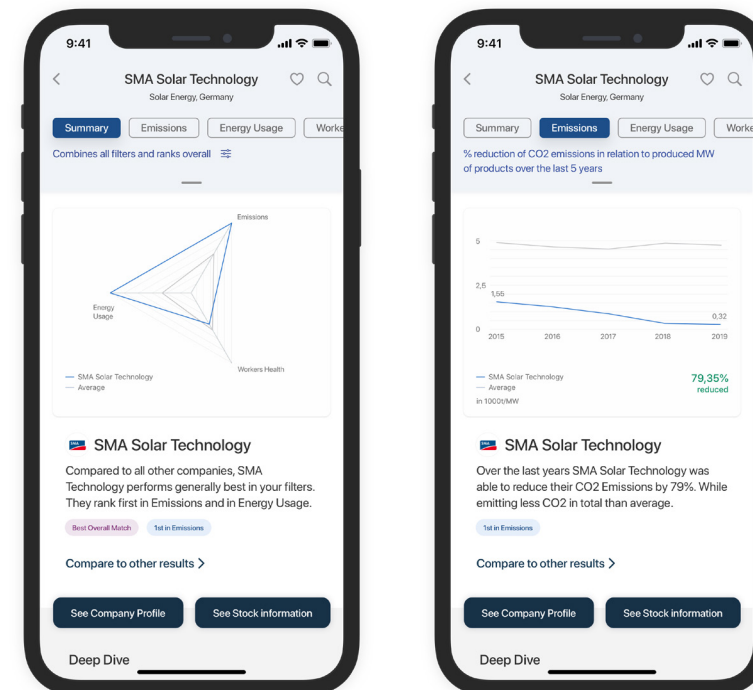 9:41
SMA Solar Technology
Solar Energy, Germany
Summary
Emissions
Energy Usage
Combines all filters and ranks overall
Emissions
Energy
Usage
Workers Health
SMA Solar Technology
Average
SMA Solar Technology
Compared to all other companies, SMA
Technology performs generally best in your filters.
They rank first in Emissions and in Energy Usage.
Best Overall Match
1st in Emissions
Compare to other results
See Company Profile
See Stock information
Deep Dive
9:41
SMA Solar Technology
Solar Energy, Germany
Summary
Emissions
Energy Usage
% reduction of CO2 emissions in relation to produced MW
of products over the last 5 years
5
2,5
1,55
0,32
0
2015
2016
2017
2018
2019
SMA Solar Technology
Average
in 1000t/MW
79,35%
reduced
SMA Solar Technology
Over the last years SMA Solar Technology was
able to reduce their CO2 Emissions by 79%. While
emitting less CO2 in total than average.
1st in Emissions
Compare to other results
See Company Profile
See Stock information
Deep Dive